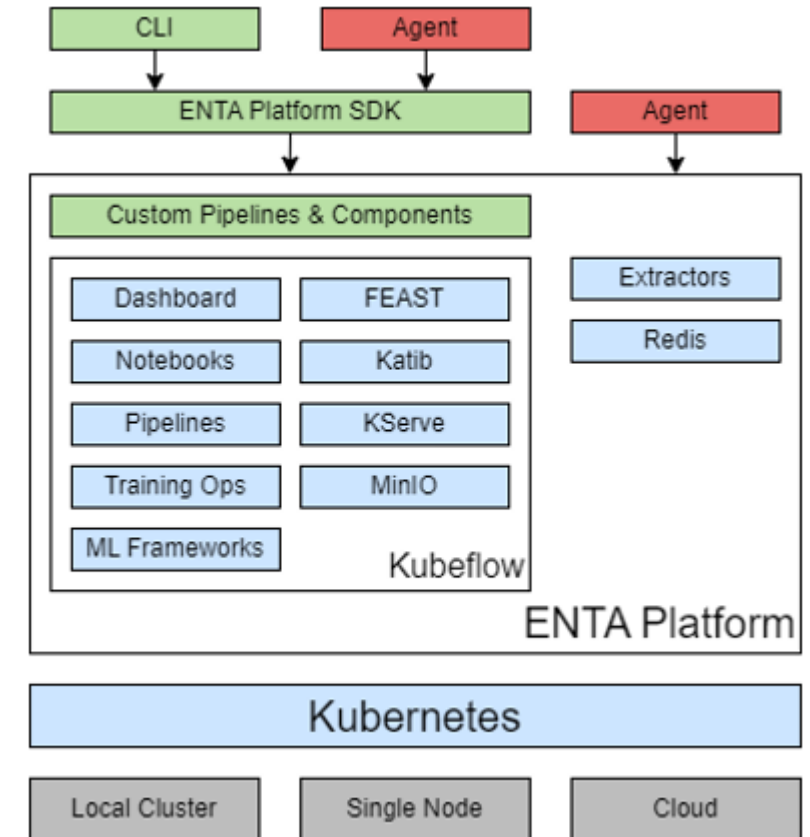 CLI
Agent
ENTA Platform SDK
Agent
Custom Pipelines & Components
Dashboard
FEAST
Extractors
Notebooks
Katib
Redis
Pipelines
KServe
Training Ops
MinIO
ML Frameworks
Kubeflow
ENTA Platform
Kubernetes
Local Cluster
Single Node
Cloud